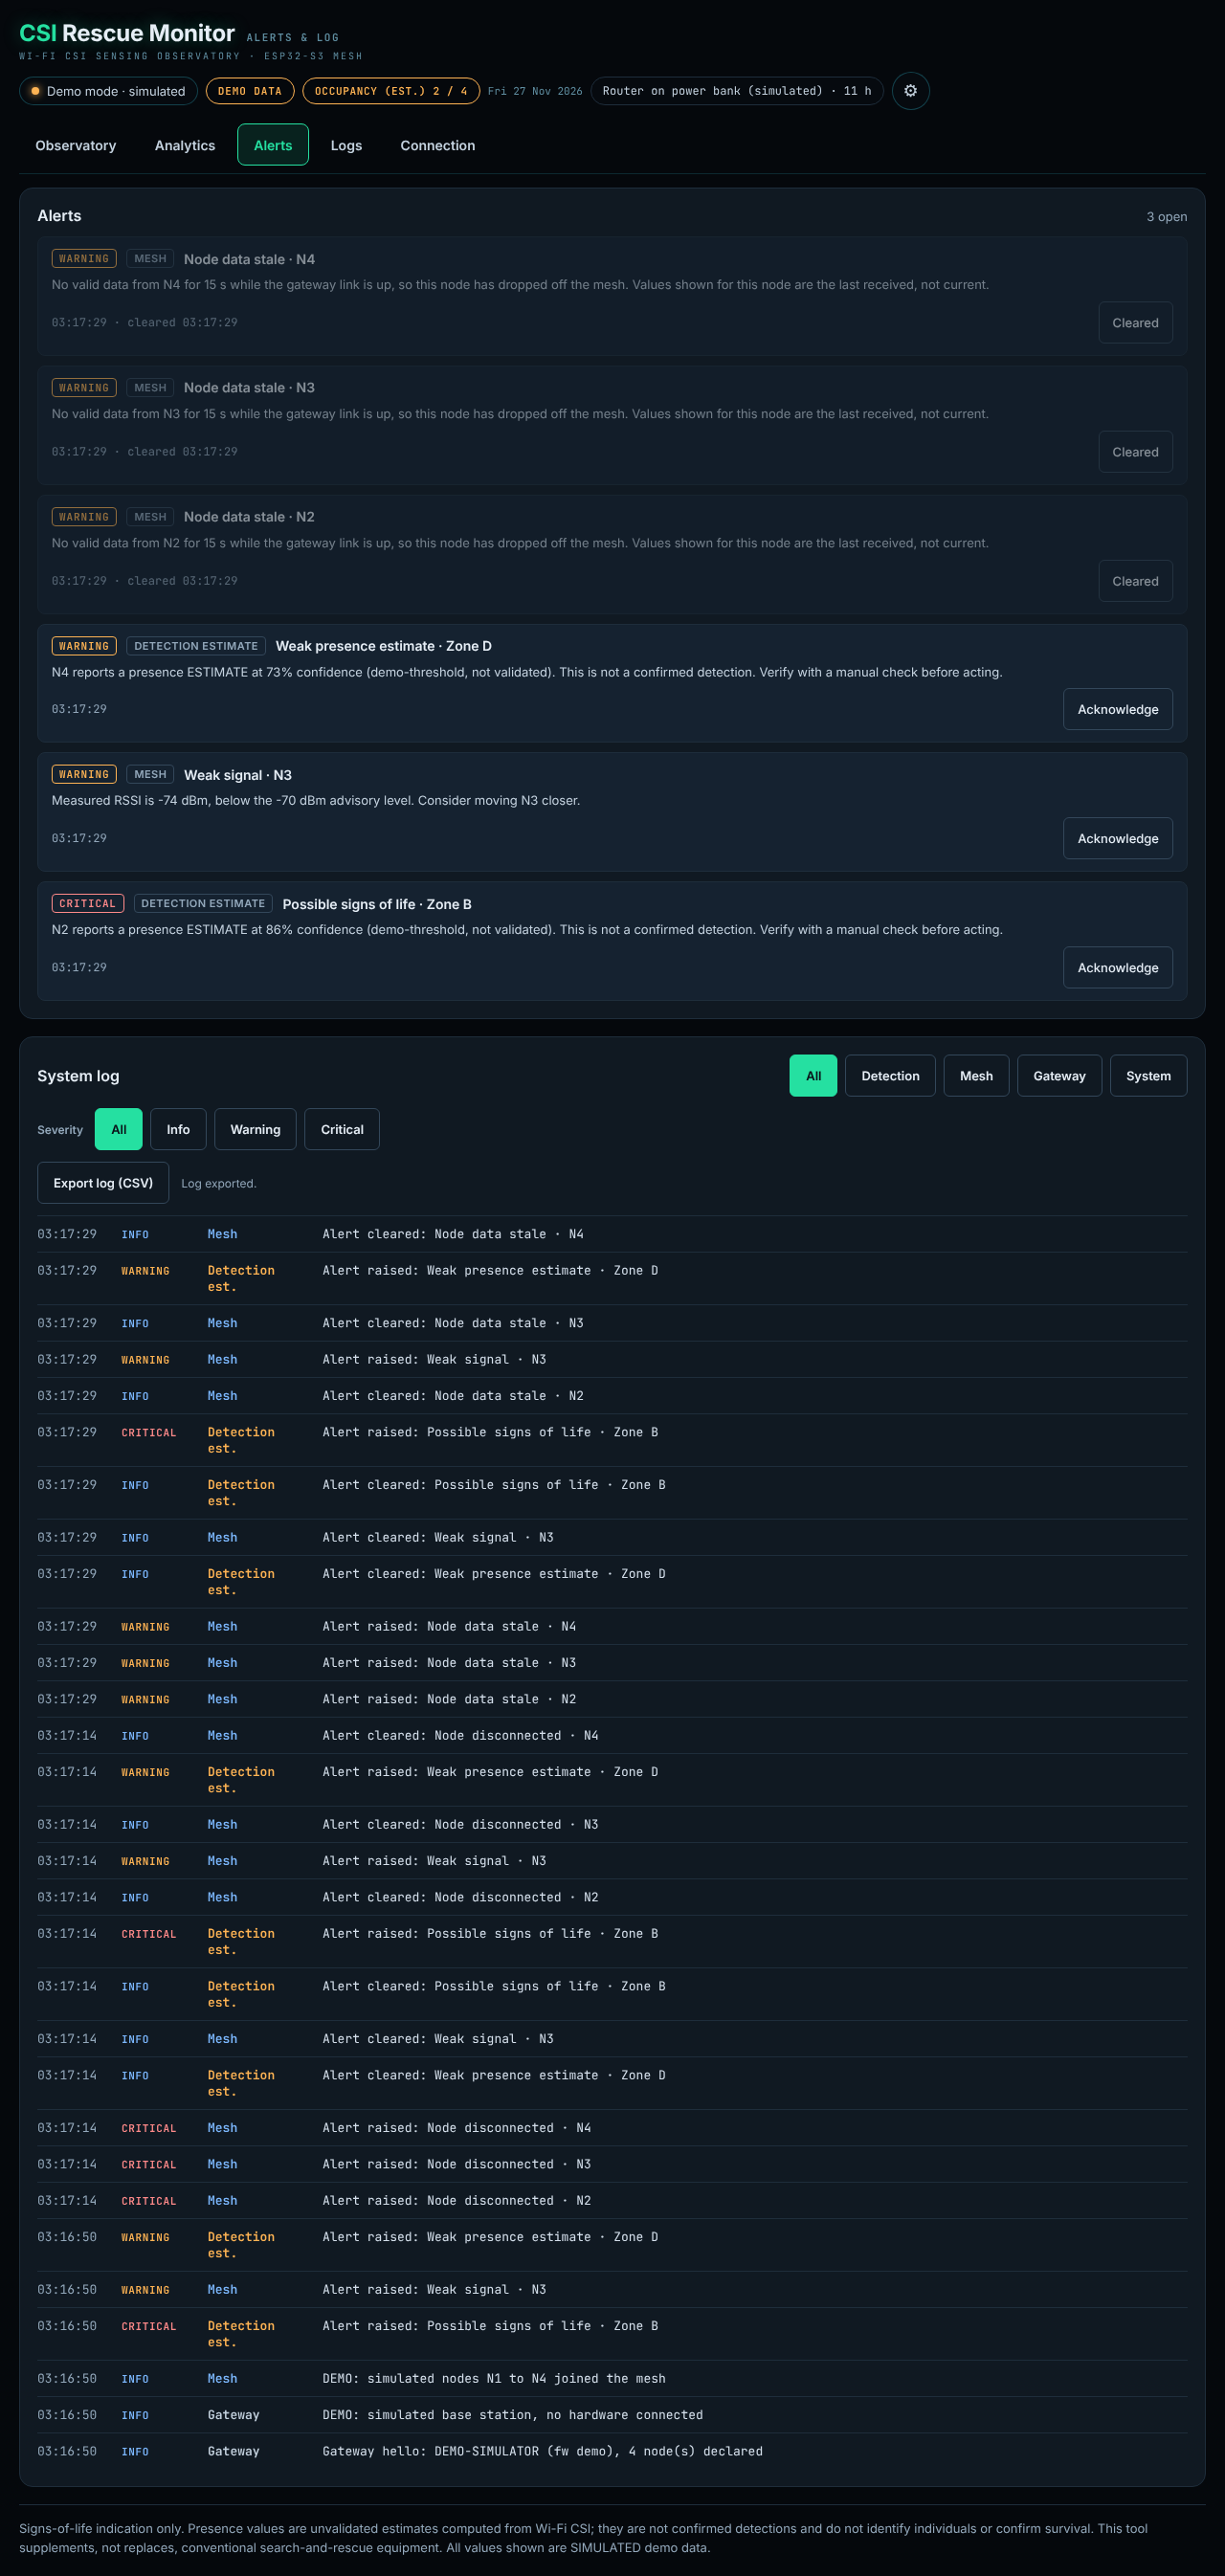 CSI Rescue Monitor ALERTS & LOG
WI-FI CSI SENSING OBSERVATORY · ESP32-S3 MESH
Demo mode · simulated DEMO DATA OCCUPANCY (EST.) 2 / 4 Fri 27 Nov 2026 Router on power bank (simulated) · 11 h ⚙
Observatory Analytics Alerts Logs Connection
Alerts 3 open
WARNING MESH Node data stale · N4
No valid data from N4 for 15 s while the gateway link is up, so this node has dropped off the mesh. Values shown for this node are the last received, not current.
03:17:29 · cleared 03:17:29 Cleared
WARNING MESH Node data stale · N3
No valid data from N3 for 15 s while the gateway link is up, so this node has dropped off the mesh. Values shown for this node are the last received, not current.
03:17:29 · cleared 03:17:29 Cleared
WARNING MESH Node data stale · N2
No valid data from N2 for 15 s while the gateway link is up, so this node has dropped off the mesh. Values shown for this node are the last received, not current.
03:17:29 · cleared 03:17:29 Cleared
WARNING DETECTION ESTIMATE Weak presence estimate · Zone D
N4 reports a presence ESTIMATE at 73% confidence (demo-threshold, not validated). This is not a confirmed detection. Verify with a manual check before acting.
03:17:29 Acknowledge
WARNING MESH Weak signal · N3
Measured RSSI is -74 dBm, below the -70 dBm advisory level. Consider moving N3 closer.
03:17:29 Acknowledge
CRITICAL DETECTION ESTIMATE Possible signs of life · Zone B
N2 reports a presence ESTIMATE at 86% confidence (demo-threshold, not validated). This is not a confirmed detection. Verify with a manual check before acting.
03:17:29 Acknowledge
System log All Detection Mesh Gateway System
Severity All Info Warning Critical
Export log (CSV) Log exported.
03:17:29 INFO Mesh Alert cleared: Node data stale · N4
03:17:29 WARNING Detection est. Alert raised: Weak presence estimate · Zone D
03:17:29 INFO Mesh Alert cleared: Node data stale · N3
03:17:29 WARNING Mesh Alert raised: Weak signal · N3
03:17:29 INFO Mesh Alert cleared: Node data stale · N2
03:17:29 CRITICAL Detection est. Alert raised: Possible signs of life · Zone B
03:17:29 INFO Detection est. Alert cleared: Possible signs of life · Zone B
03:17:29 INFO Mesh Alert cleared: Weak signal · N3
03:17:29 INFO Detection est. Alert cleared: Weak presence estimate · Zone D
03:17:29 WARNING Mesh Alert raised: Node data stale · N4
03:17:29 WARNING Mesh Alert raised: Node data stale · N3
03:17:29 WARNING Mesh Alert raised: Node data stale · N2
03:17:14 INFO Mesh Alert cleared: Node disconnected · N4
03:17:14 WARNING Detection est. Alert raised: Weak presence estimate · Zone D
03:17:14 INFO Mesh Alert cleared: Node disconnected · N3
03:17:14 WARNING Mesh Alert raised: Weak signal · N3
03:17:14 INFO Mesh Alert cleared: Node disconnected · N2
03:17:14 CRITICAL Detection est. Alert raised: Possible signs of life · Zone B
03:17:14 INFO Detection est. Alert cleared: Possible signs of life · Zone B
03:17:14 INFO Mesh Alert cleared: Weak signal · N3
03:17:14 INFO Detection est. Alert cleared: Weak presence estimate · Zone D
03:17:14 CRITICAL Mesh Alert raised: Node disconnected · N4
03:17:14 CRITICAL Mesh Alert raised: Node disconnected · N3
03:17:14 CRITICAL Mesh Alert raised: Node disconnected · N2
03:16:50 WARNING Detection est. Alert raised: Weak presence estimate · Zone D
03:16:50 WARNING Mesh Alert raised: Weak signal · N3
03:16:50 CRITICAL Detection est. Alert raised: Possible signs of life · Zone B
03:16:50 INFO Mesh DEMO: simulated nodes N1 to N4 joined the mesh
03:16:50 INFO Gateway DEMO: simulated base station, no hardware connected
03:16:50 INFO Gateway Gateway hello: DEMO-SIMULATOR (fw demo), 4 node(s) declared
Signs-of-life indication only. Presence values are unvalidated estimates computed from Wi-Fi CSI; they are not confirmed detections and do not identify individuals or confirm survival. This tool
supplements, not replaces, conventional search-and-rescue equipment. All values shown are SIMULATED demo data.